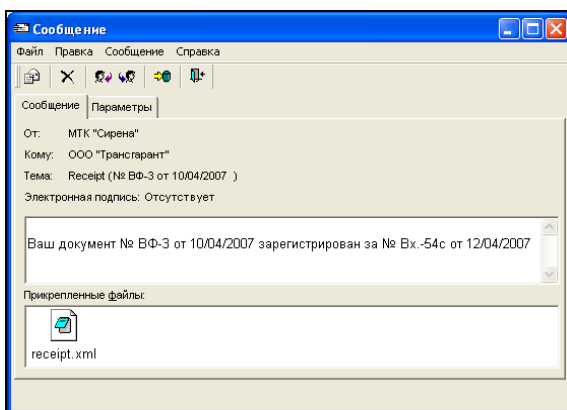 Сообщение
Файл Правка Сообщение Справка
Сообщение Параметры
От: МТК "Сирена"
Кому: ООО "Трансгарант"
Тема: Receipt (№ ВФ-3 от 10/04/2007 )
Электронная подпись: Отсутствует
Ваш документ № ВФ-3 от 10/04/2007 зарегистрирован за № Вх.-54с от 12/04/2007
Прикрепленные файлы:
receipt.xml